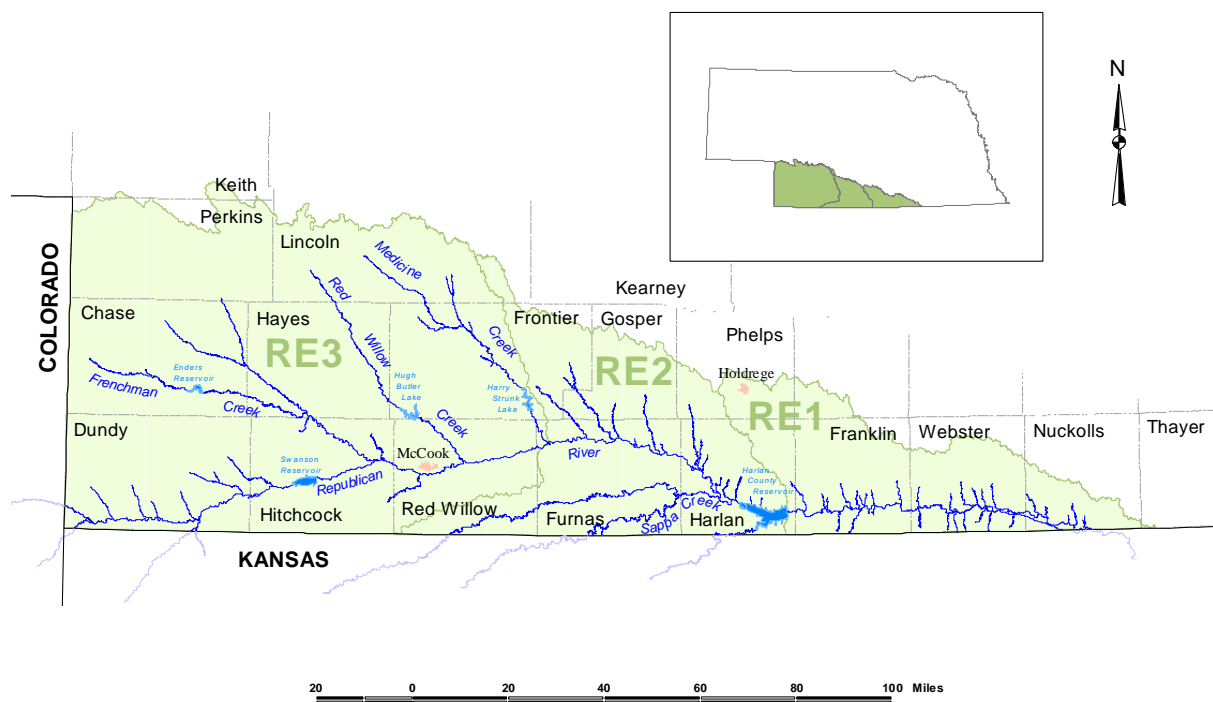 N
Keith
Perkins
Lincoln
Medicine
Creek
COLORADO
Red
Willow
Creek
Kearney
Chase
Hayes
Frontier
Gosper
Phelps
RE3
RE2
RE1
Holdrege
Enders
Reservoir
Frenchman
Creek
Hugh
Butler
Lake
Harry
Strunk
Lake
Dundy
Franklin
Webster
Nuckolls
Thayer
McCook
River
Swanson
Reservoir
Republican
Harlan
County
Reservoir
Hitchcock
Red Willow
Furnas
Sappa
Creek
Harlan
KANSAS
20 0 20 40 60 80 100 Miles